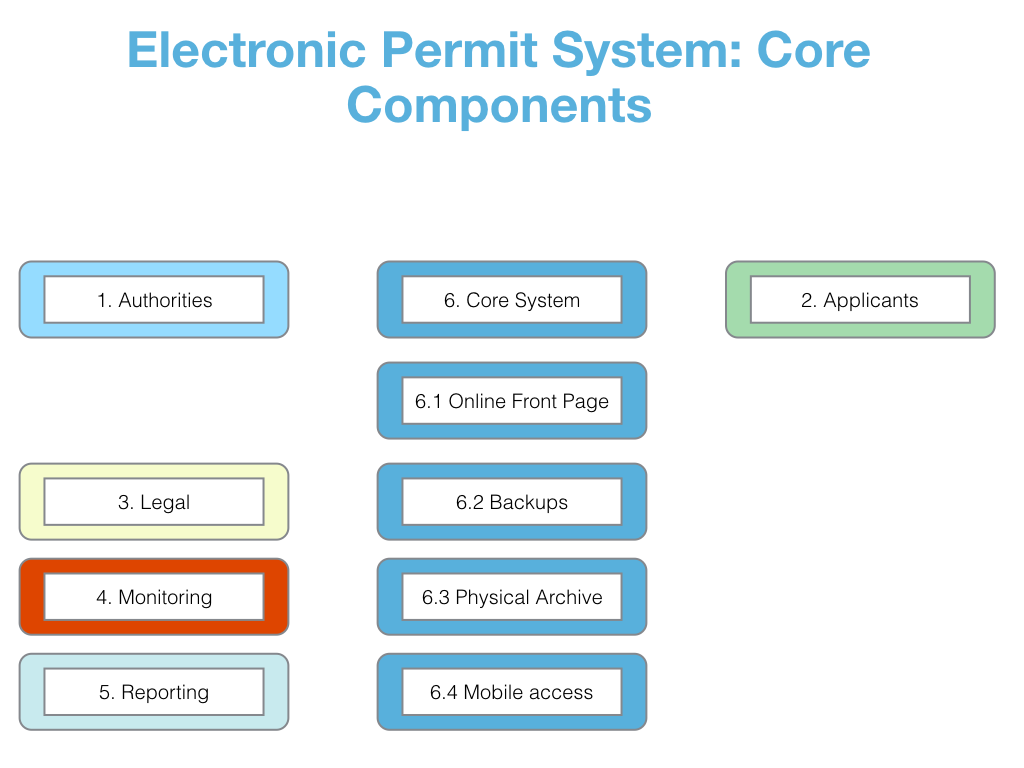 Electronic Permit System: Core
Components
1. Authorities
6. Core System
2. Applicants
6.1 Online Front Page
3. Legal
6.2 Backups
4. Monitoring
6.3 Physical Archive
5. Reporting
6.4 Mobile access